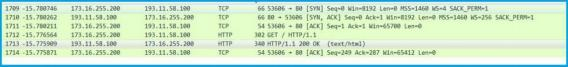 1709 -15.780746 173.16.255.200 193.11.58.100 TCP 66 53606 → 80 [SYN] Seq=0 Win=8192 Len=0 MSS=1460 WS=4 SACK_PERM=1
1710 -15.780262 193.11.58.100 173.16.255.200 TCP 66 80 → 53606 [SYN, ACK] Seq=0 Ack=1 Win=8192 Len=0 MSS=1460 WS=256 SACK_PERM=1
1711 -15.780213 173.16.255.200 193.11.58.100 TCP 54 53606 → 80 [ACK] Seq=1 Ack=1 Win=65700 Len=0
1712 -15.776564 173.16.255.200 193.11.58.100 HTTP 302 GET / HTTP/1.1
1713 -15.775909 193.11.58.100 173.16.255.200 HTTP 340 HTTP/1.1 200 OK (text/html)
1714 -15.775871 173.16.255.200 193.11.58.100 TCP 54 53606 → 80 [ACK] Seq=249 Ack=287 Win=65412 Len=0